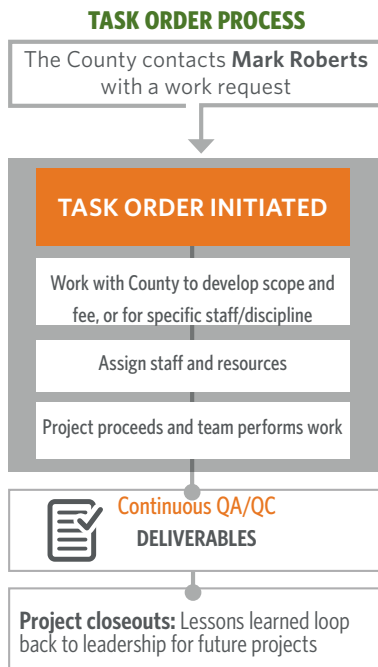 TASK ORDER PROCESS
The County contacts Mark Roberts
with a work request
TASK ORDER INITIATED
Work with County to develop scope and
fee, or for specific staff/discipline
Assign staff and resources
Project proceeds and team performs work
Continuous QA/QC
DELIVERABLES
Project closeouts: Lessons learned loop
back to leadership for future projects